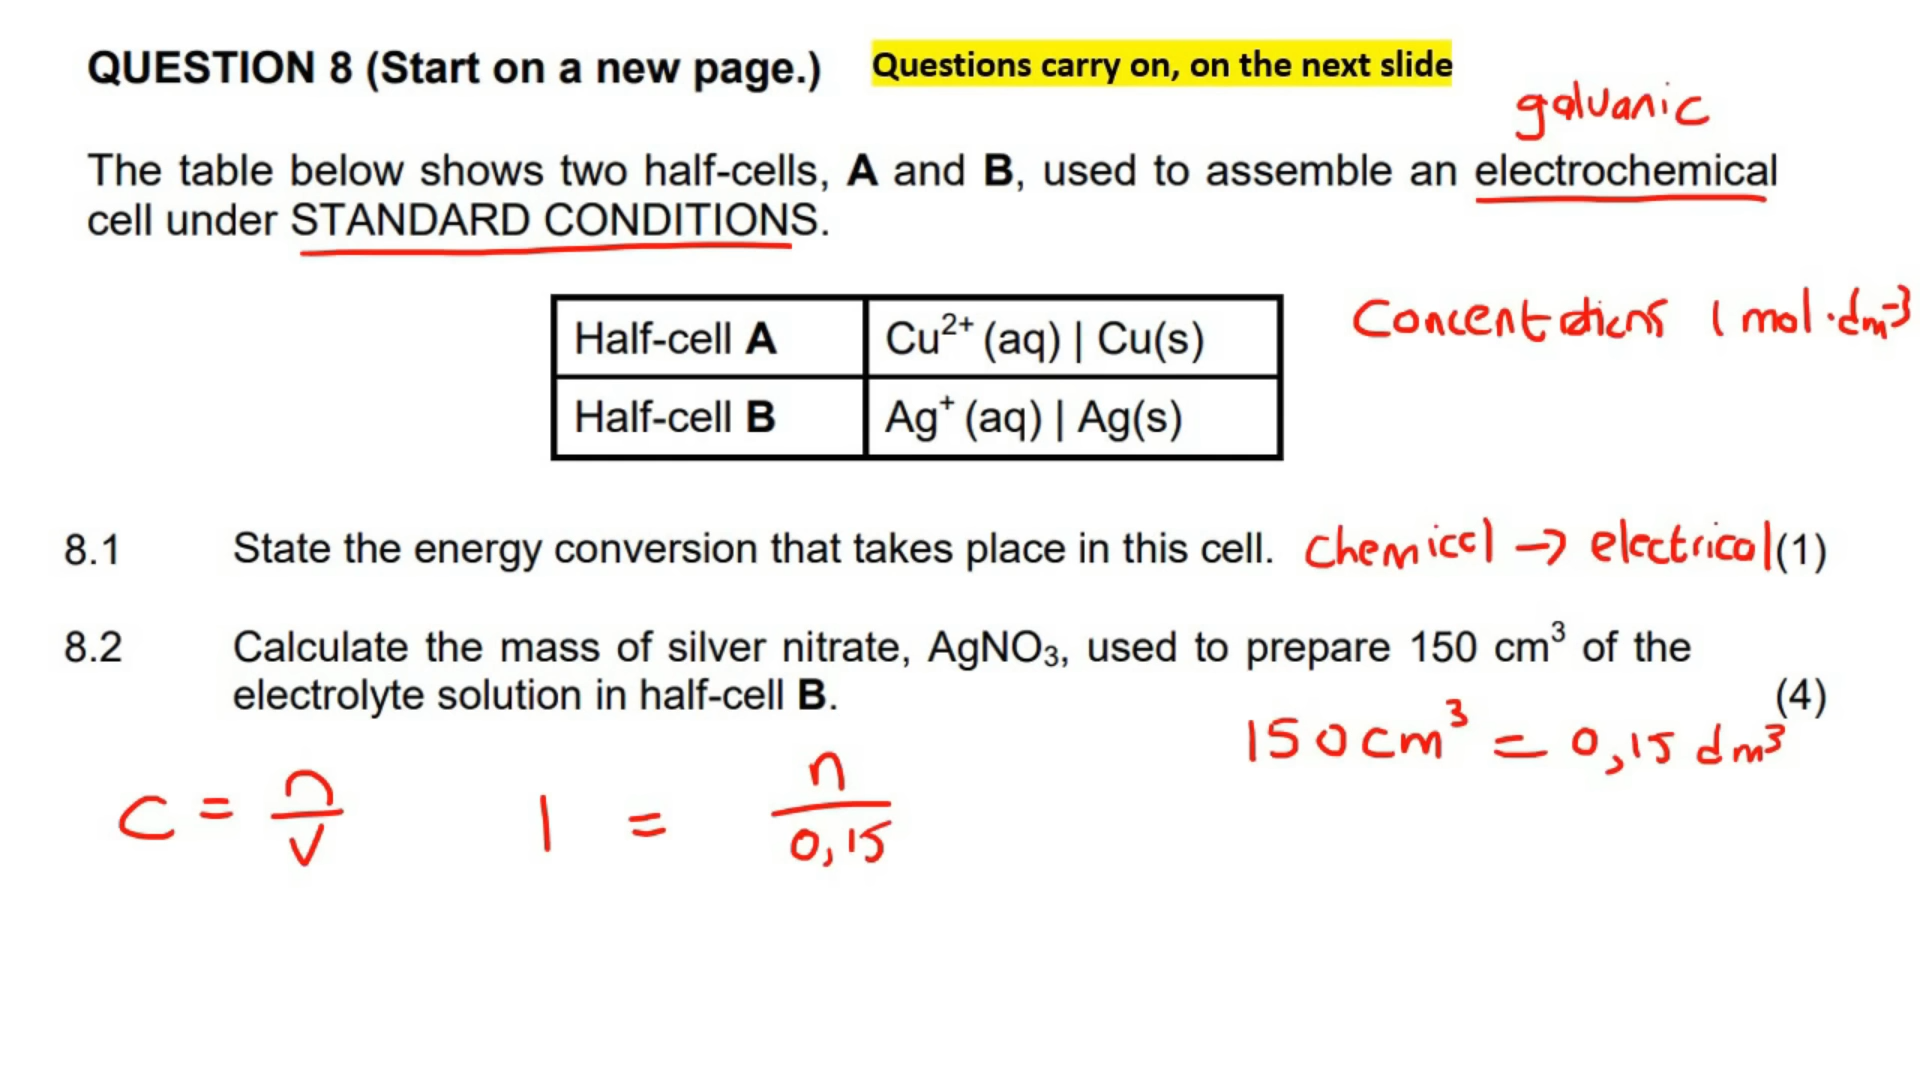 QUESTION 8 (Start on a new page.) Questions carry on, on the next slide
galvanic
The table below shows two half-cells, A and B, used to assemble an electrochemical
cell under STANDARD CONDITIONS.
Concentrations 1 mol·dm⁻³
Half-cell A Cu²⁺ (aq) | Cu(s)
Half-cell B Ag⁺ (aq) | Ag(s)
8.1 State the energy conversion that takes place in this cell. chemical → electrical (1)
8.2 Calculate the mass of silver nitrate, AgNO₃, used to prepare 150 cm³ of the
electrolyte solution in half-cell B. (4)
150 cm³ = 0,15 dm³
c = n/v 1 = n/0,15